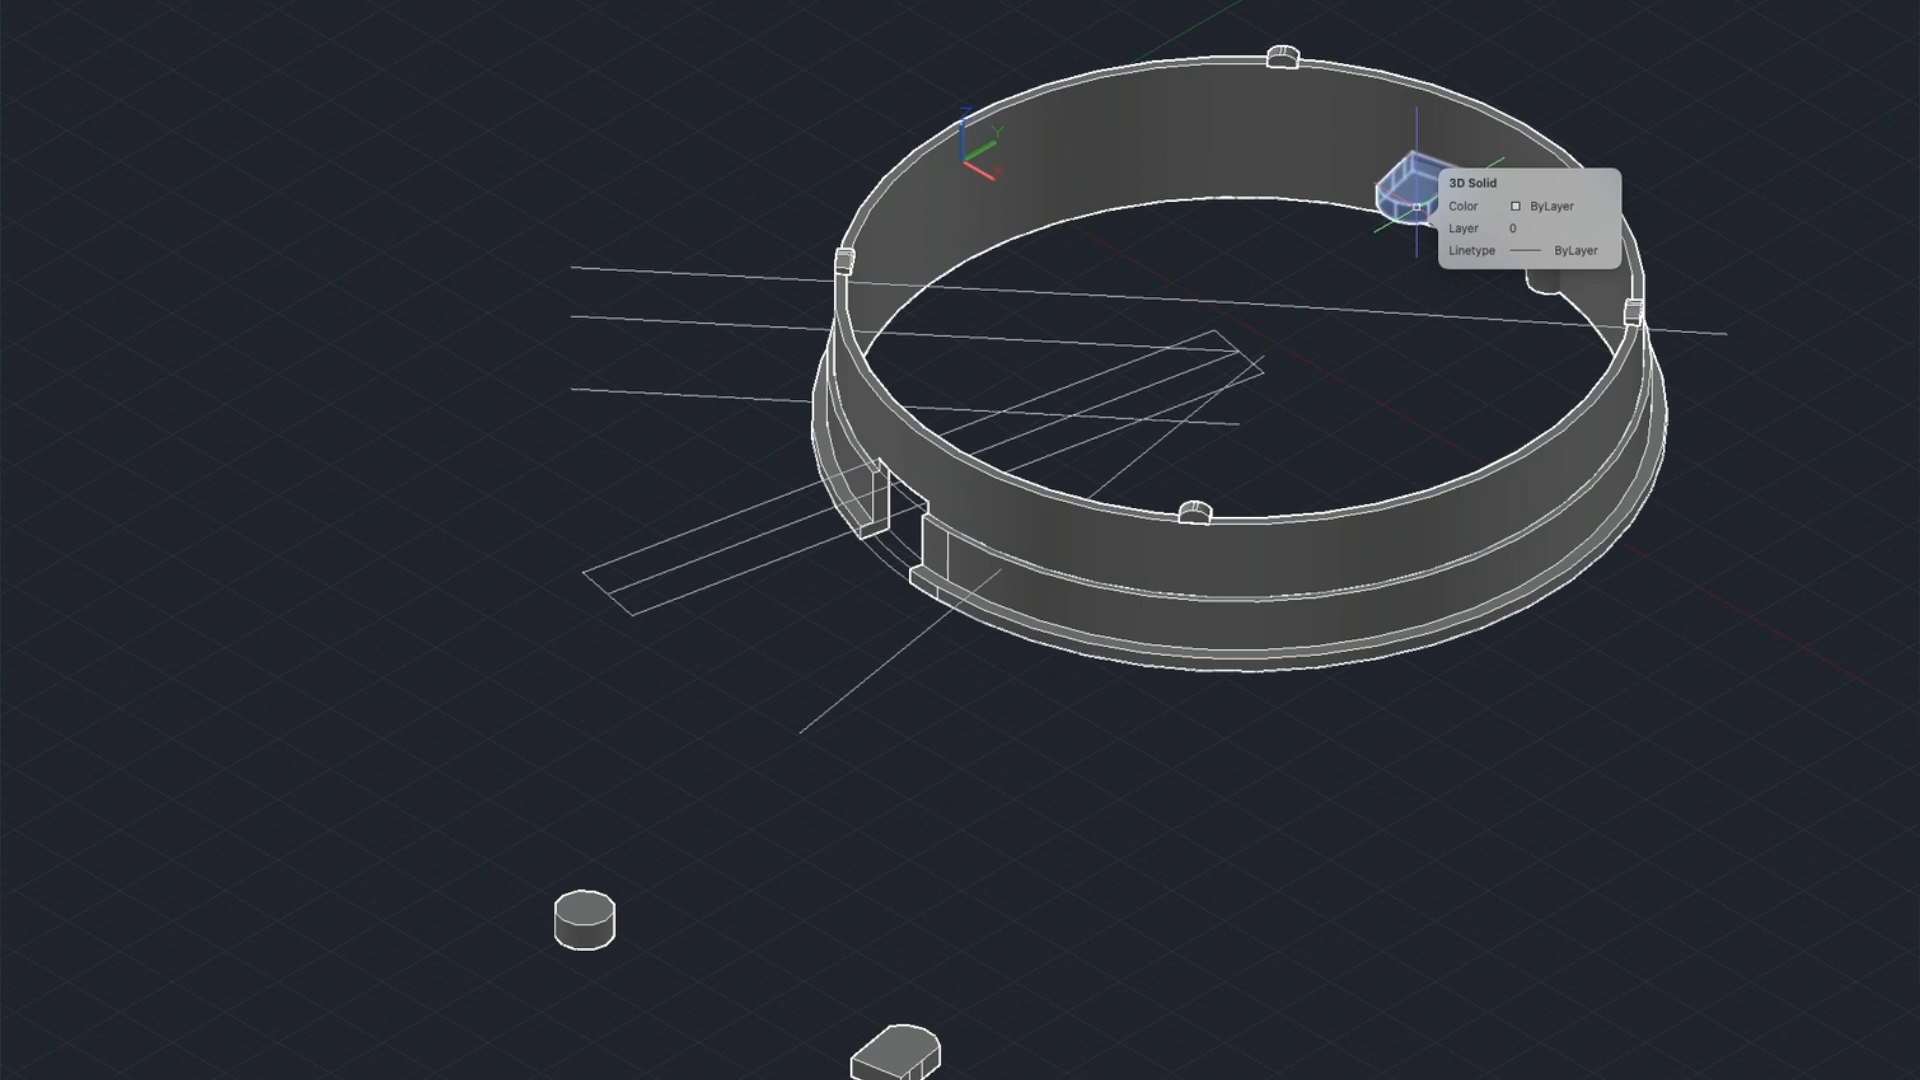 Z
Y
X
3D Solid
Color ByLayer
Layer 0
Linetype ByLayer